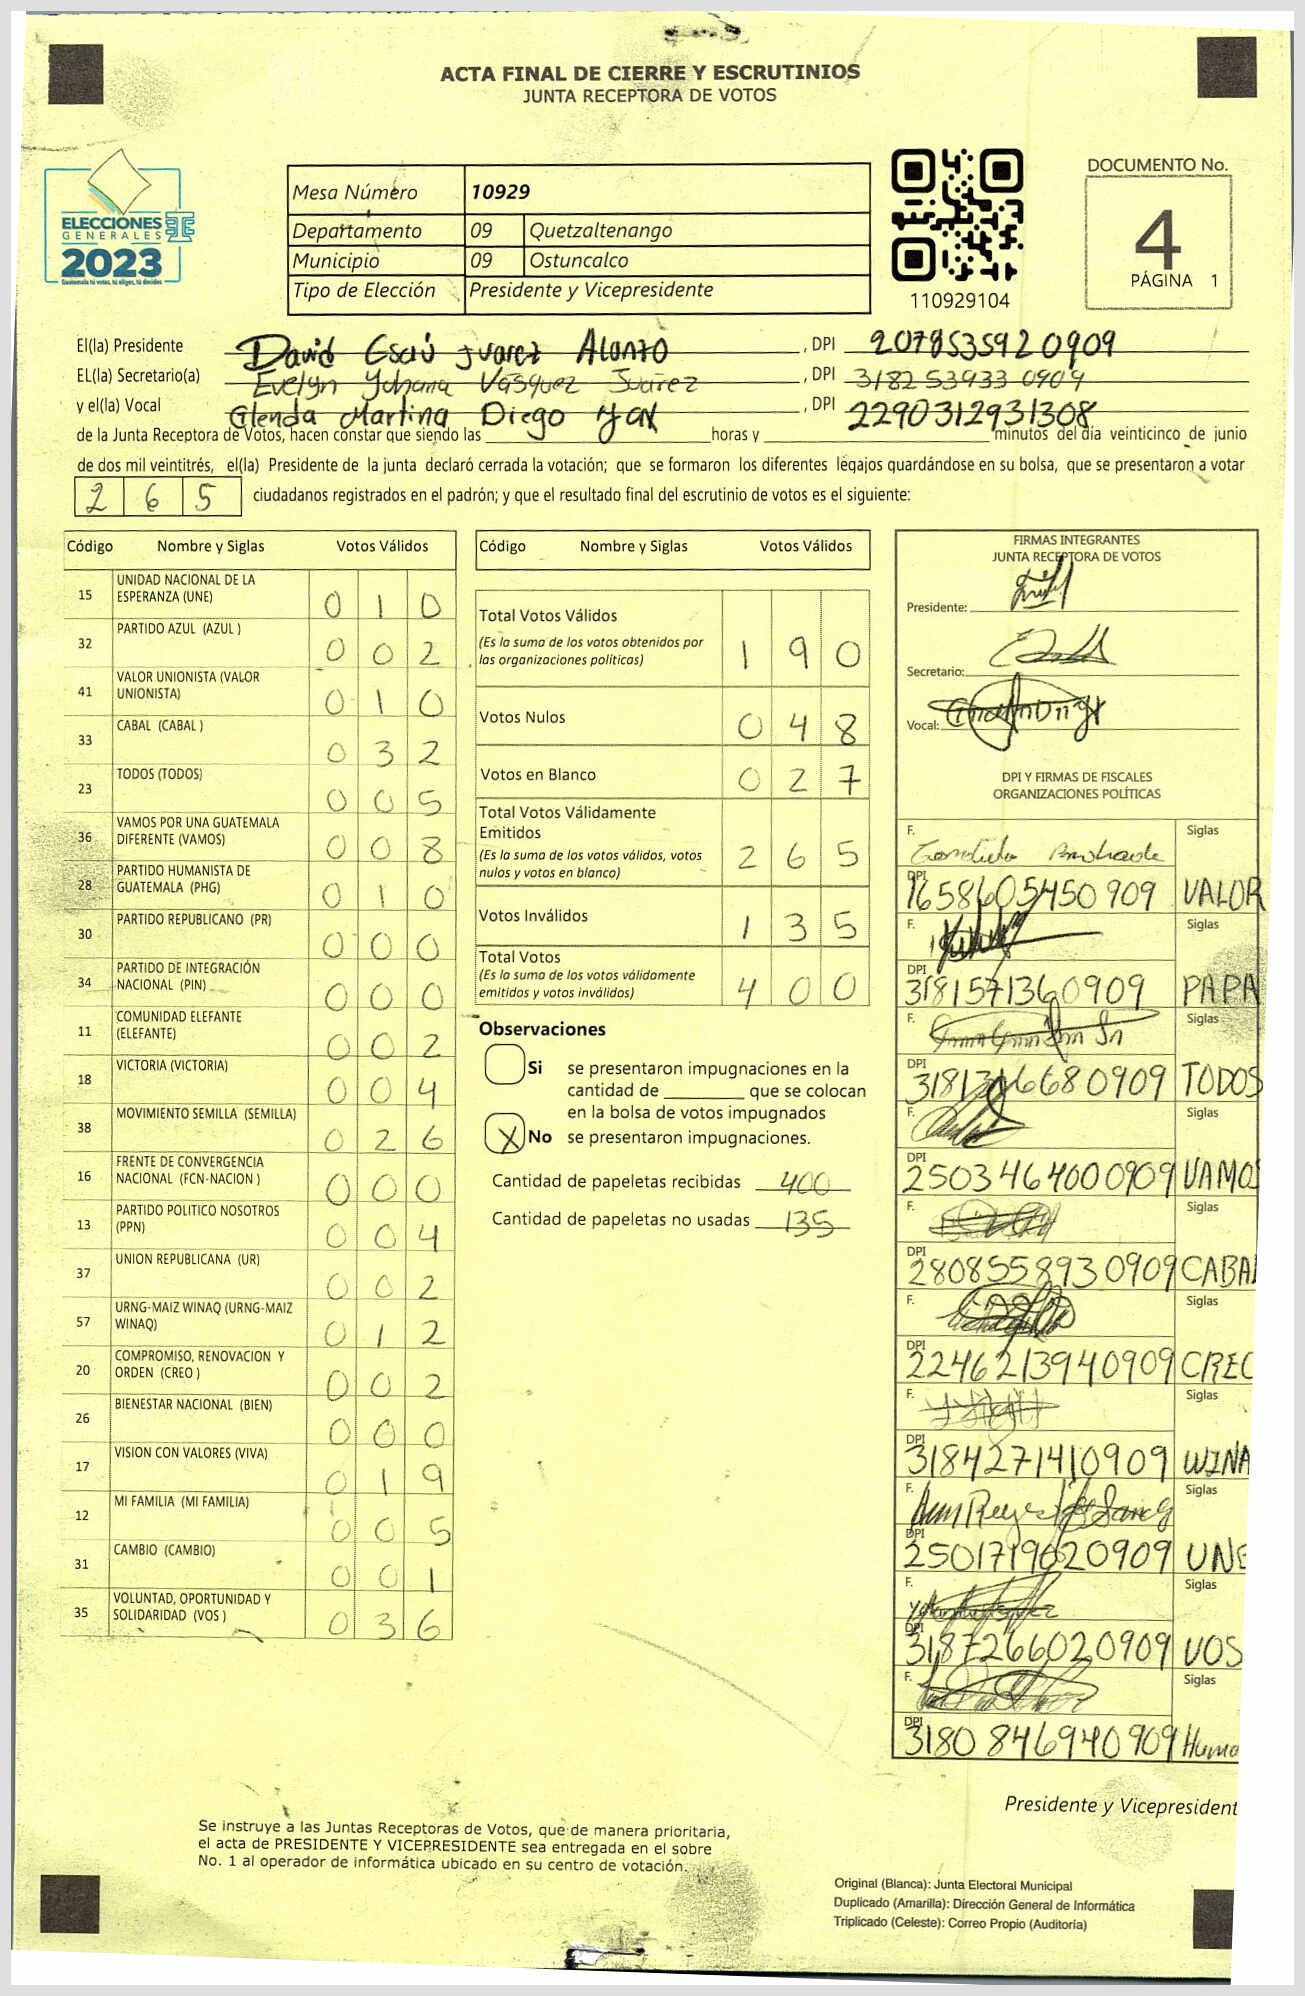 ACTA FINAL DE CIERRE Y ESCRUTINIOS
JUNTA RECEPTORA DE VOTOS
ELECCIONES
GENERALES
2023
Guatemala tú votas, tú eliges, tú decides
Mesa Número 10929
Departamento 09 Quetzaltenango
Municipio 09 Ostuncalco
Tipo de Elección Presidente y Vicepresidente
110929104
DOCUMENTO No.
4
PÁGINA 1
El(la) Presidente David Esaú Juarez Alonzo, DPI 2078535920909
EL(la) Secretario(a) Evelyn Yohana Vásquez Juárez, DPI 3182539330909
y el(la) Vocal Glenda Martina Diego, DPI 2290312931308
de la Junta Receptora de Votos, hacen constar que siendo las ________ horas y ________ minutos del día veinticinco de junio
de dos mil veintitrés, el(la) Presidente de la junta declaró cerrada la votación; que se formaron los diferentes legajos guardándose en su bolsa, que se presentaron a votar
2 6 5 ciudadanos registrados en el padrón; y que el resultado final del escrutinio de votos es el siguiente:
Código Nombre y Siglas Votos Válidos
15 UNIDAD NACIONAL DE LA ESPERANZA (UNE) 0 1 0
32 PARTIDO AZUL (AZUL ) 0 0 2
41 VALOR UNIONISTA (VALOR UNIONISTA) 0 1 0
33 CABAL (CABAL ) 0 3 2
23 TODOS (TODOS) 0 0 5
36 VAMOS POR UNA GUATEMALA DIFERENTE (VAMOS) 0 0 8
28 PARTIDO HUMANISTA DE GUATEMALA (PHG) 0 1 0
30 PARTIDO REPUBLICANO (PR) 0 0 0
34 PARTIDO DE INTEGRACIÓN NACIONAL (PIN) 0 0 0
11 COMUNIDAD ELEFANTE (ELEFANTE) 0 0 2
18 VICTORIA (VICTORIA) 0 0 4
38 MOVIMIENTO SEMILLA (SEMILLA) 0 2 6
16 FRENTE DE CONVERGENCIA NACIONAL (FCN-NACION ) 0 0 0
13 PARTIDO POLITICO NOSOTROS (PPN) 0 0 4
37 UNION REPUBLICANA (UR) 0 0 2
57 URNG-MAIZ WINAQ (URNG-MAIZ WINAQ) 0 1 2
20 COMPROMISO, RENOVACION Y ORDEN (CREO ) 0 0 2
26 BIENESTAR NACIONAL (BIEN) 0 0 0
17 VISION CON VALORES (VIVA) 0 1 9
12 MI FAMILIA (MI FAMILIA) 0 0 5
31 CAMBIO (CAMBIO) 0 0 1
35 VOLUNTAD, OPORTUNIDAD Y SOLIDARIDAD (VOS ) 0 3 6
Código Nombre y Siglas Votos Válidos
Total Votos Válidos 1 9 0
(Es la suma de los votos obtenidos por
las organizaciones políticas)
Votos Nulos 0 4 8
Votos en Blanco 0 2 7
Total Votos Válidamente
Emitidos 2 6 5
(Es la suma de los votos válidos, votos
nulos y votos en blanco)
Votos Inválidos 1 3 5
Total Votos 4 0 0
(Es la suma de los votos válidamente
emitidos y votos inválidos)
Observaciones
Si se presentaron impugnaciones en la
cantidad de ________ que se colocan
en la bolsa de votos impugnados
X No se presentaron impugnaciones.
Cantidad de papeletas recibidas 400
Cantidad de papeletas no usadas 135
FIRMAS INTEGRANTES
JUNTA RECEPTORA DE VOTOS
Presidente:
Secretario:
Vocal:
DPI Y FIRMAS DE FISCALES
ORGANIZACIONES POLÍTICAS
F. Siglas
DPI 1658605450909 VALOR
F. Siglas
DPI 3181571360909 PAPA
F. Siglas
DPI 3181316680909 TODOS
F. Siglas
DPI 2503464000909 VAMOS
F. Siglas
DPI 2808558930909 CABAL
F. Siglas
DPI 2246213940909 CREO
F. Siglas
DPI 3184271410909 WINA
F. Siglas
DPI 2501719620909 UNE
F. Siglas
DPI 3187266020909 VOS
F. Siglas
DPI 3180846940909 Huma
Presidente y Vicepresident
Se instruye a las Juntas Receptoras de Votos, que de manera prioritaria,
el acta de PRESIDENTE Y VICEPRESIDENTE sea entregada en el sobre
No. 1 al operador de informática ubicado en su centro de votación.
Original (Blanca): Junta Electoral Municipal
Duplicado (Amarilla): Dirección General de Informática
Triplicado (Celeste): Correo Propio (Auditoría)